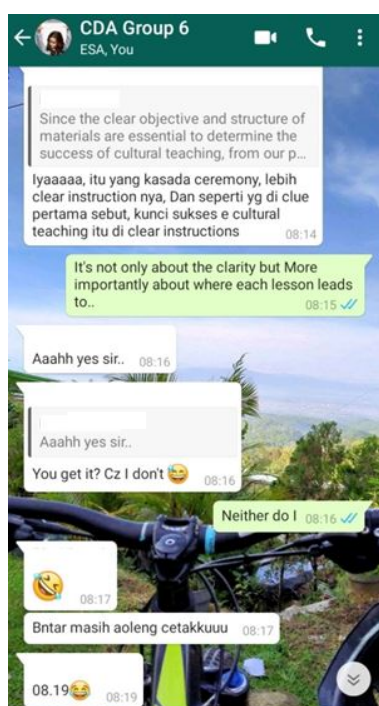 CDA Group 6
ESA, You
Since the clear objective and structure of
materials are essential to determine the
success of cultural teaching, from our p...
Iyaaaaa, itu yang kasada ceremony, lebih
clear instruction nya, Dan seperti yg di clue
pertama sebut, kunci sukses e cultural
teaching itu di clear instructions
08:14
It's not only about the clarity but More
importantly about where each lesson leads
to..
08:15
Aaahh yes sir.. 08:16
Aaahh yes sir..
You get it? Cz I don't 😅 08:16
Neither do I 08:16
🤣
08:17
Bntar masih aoleng cetakkuuu 08:17
08.19😂 08:19